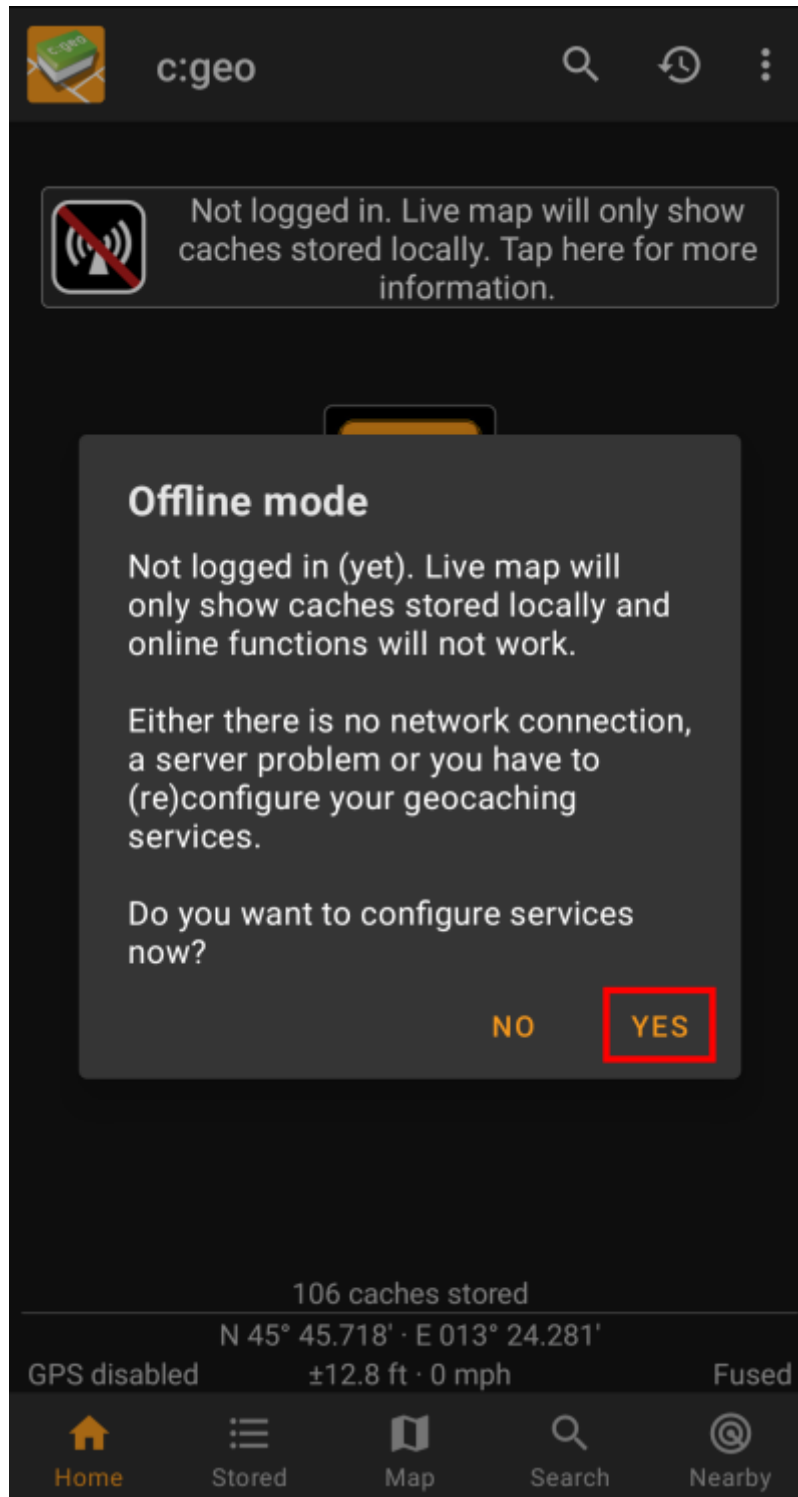 c:geo
c:geo
Not logged in. Live map will only show
caches stored locally. Tap here for more
information.
Offline mode
Not logged in (yet). Live map will
only show caches stored locally and
online functions will not work.
Either there is no network connection,
a server problem or you have to
(re)configure your geocaching
services.
Do you want to configure services
now?
NO YES
106 caches stored
N 45° 45.718' · E 013° 24.281'
GPS disabled ±12.8 ft · 0 mph Fused
Home Stored Map Search Nearby